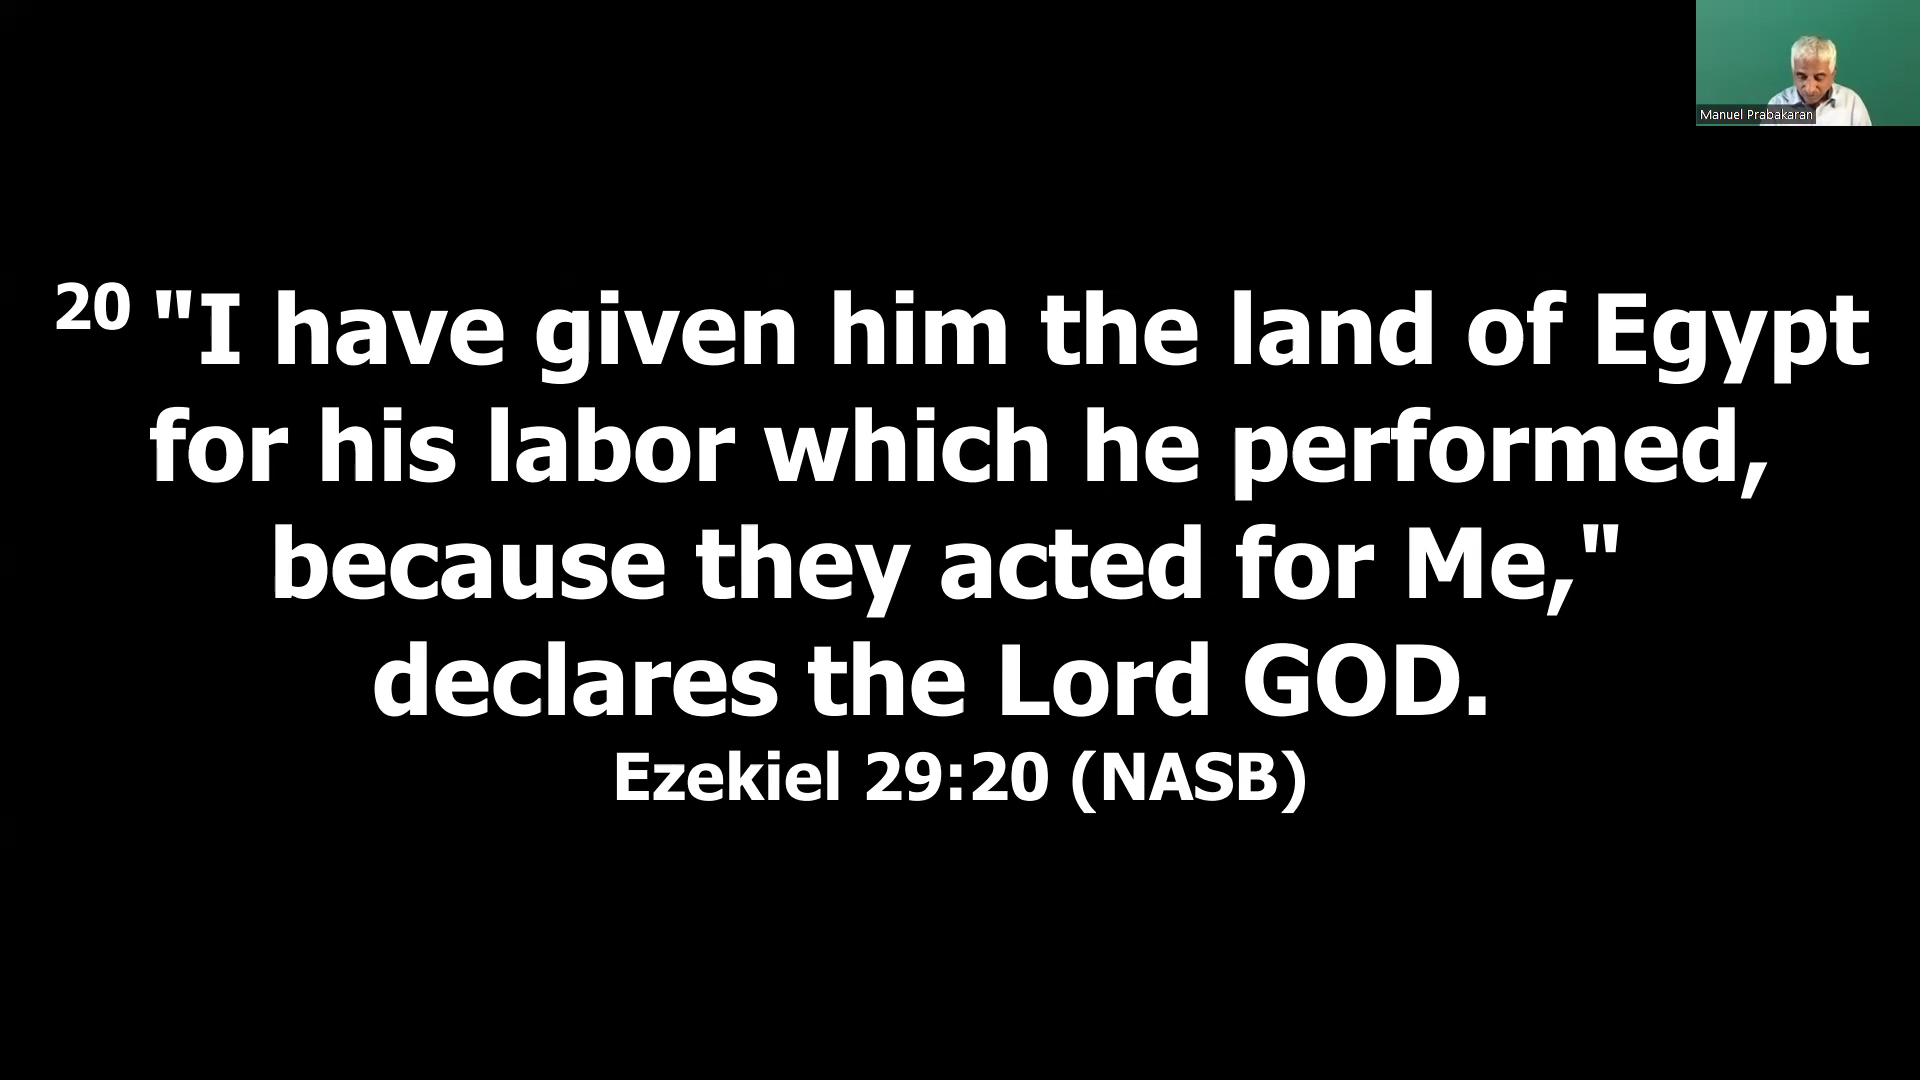 Manuel Prabakaran
20 "I have given him the land of Egypt
for his labor which he performed,
because they acted for Me,"
declares the Lord GOD.
Ezekiel 29:20 (NASB)